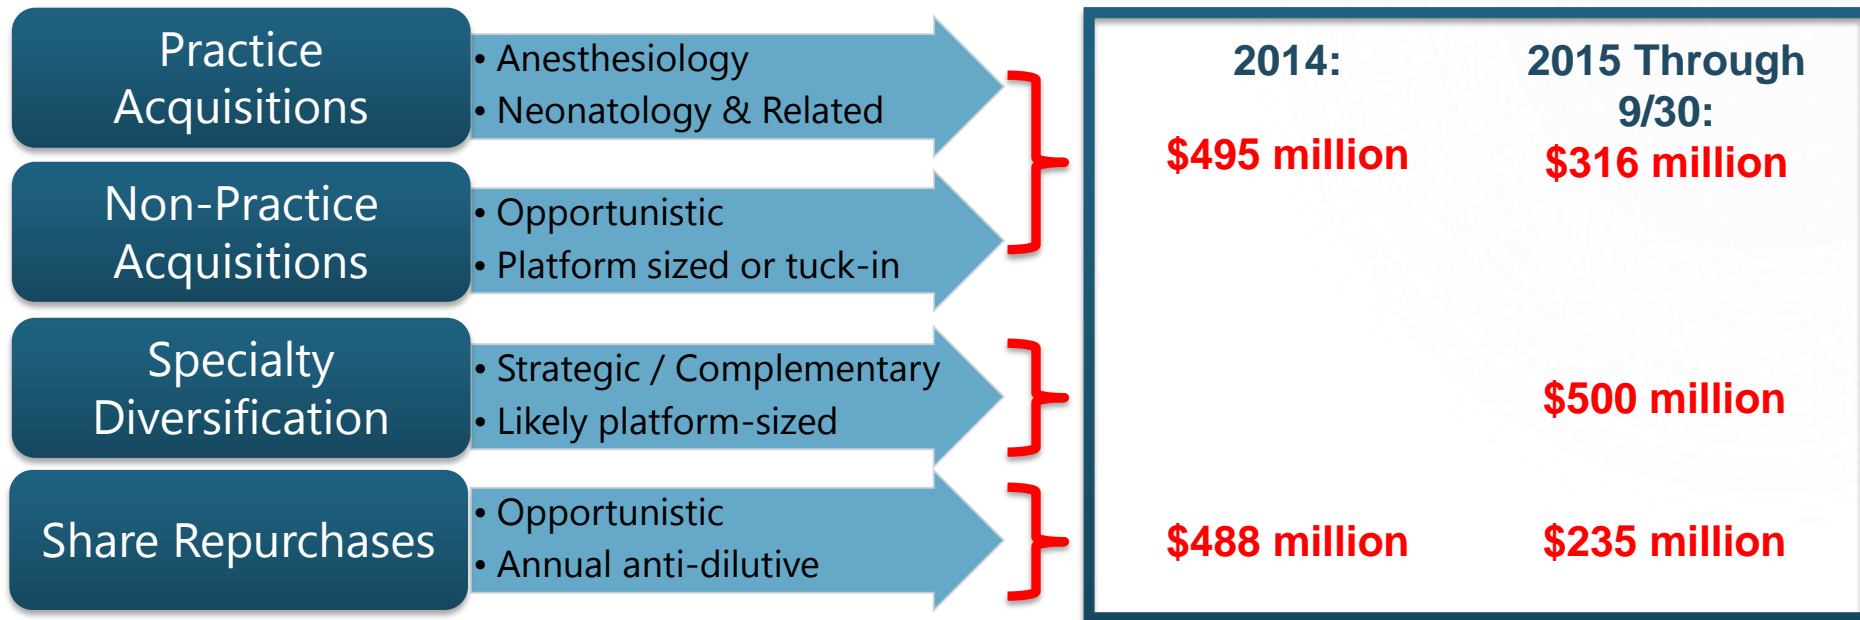 Practice
Acquisitions
• Anesthesiology
• Neonatology & Related
Non-Practice
Acquisitions
• Opportunistic
• Platform sized or tuck-in
Specialty
Diversification
• Strategic / Complementary
• Likely platform-sized
Share Repurchases
• Opportunistic
• Annual anti-dilutive
2014:
2015 Through
9/30:
$495 million
$316 million
$500 million
$488 million
$235 million